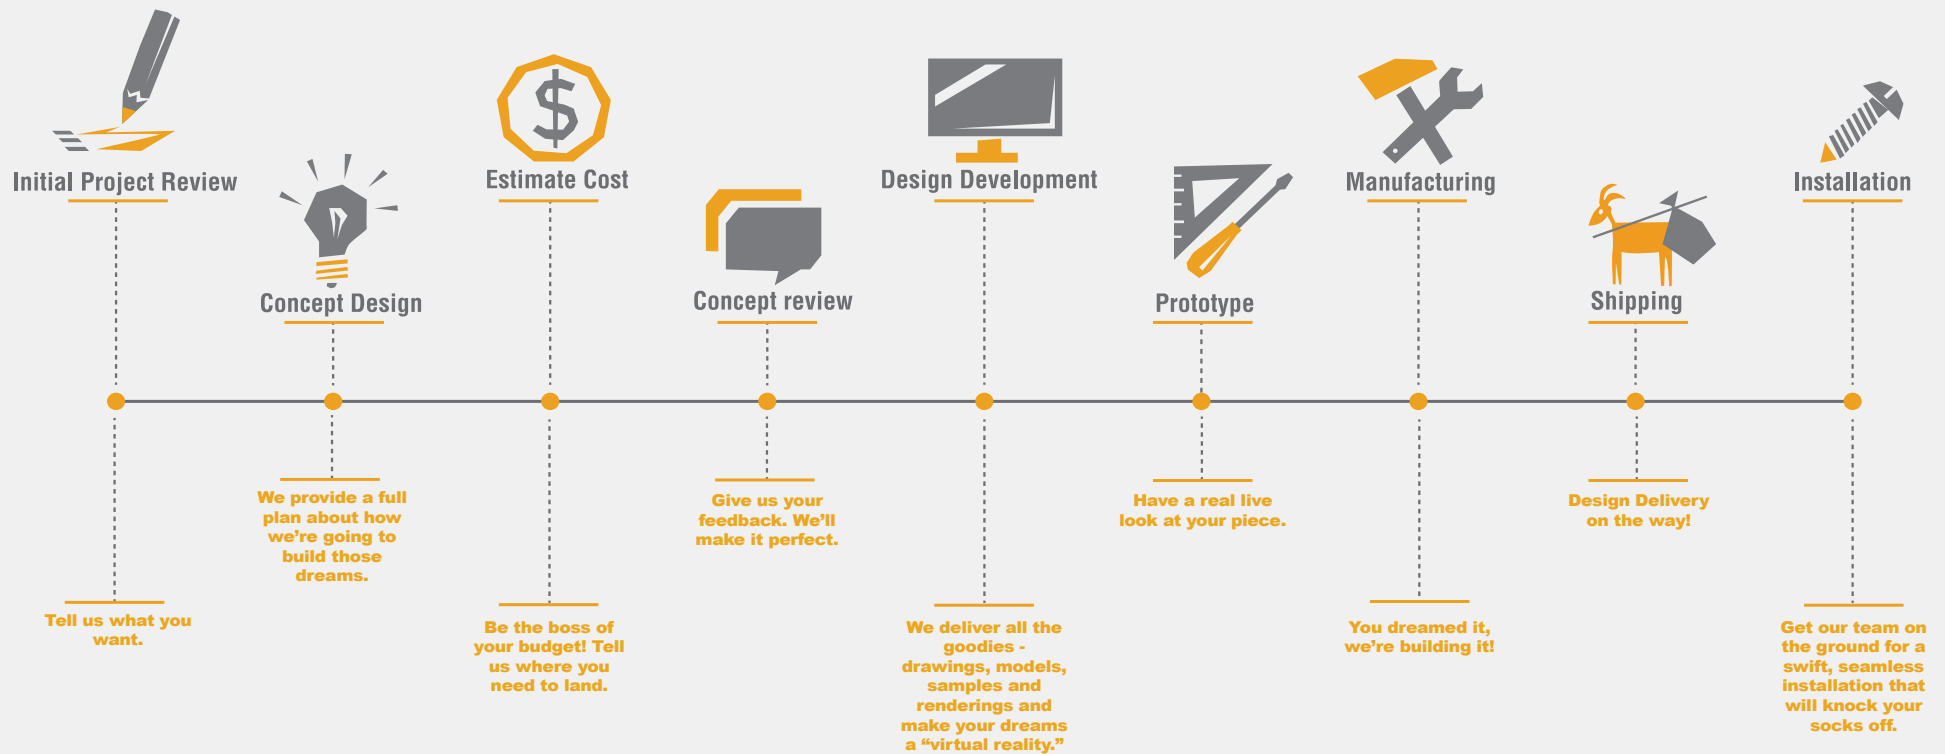 Initial Project Review
Tell us what you
want.
Concept Design
We provide a full
plan about how
we’re going to
build those
dreams.
$
Estimate Cost
Be the boss of
your budget! Tell
us where you
need to land.
Concept review
Give us your
feedback. We’ll
make it perfect.
Design Development
We deliver all the
goodies -
drawings, models,
samples and
renderings and
make your dreams
a “virtual reality.”
Prototype
Have a real live
look at your piece.
Manufacturing
You dreamed it,
we’re building it!
Shipping
Design Delivery
on the way!
Installation
Get our team on
the ground for a
swift, seamless
installation that
will knock your
socks off.